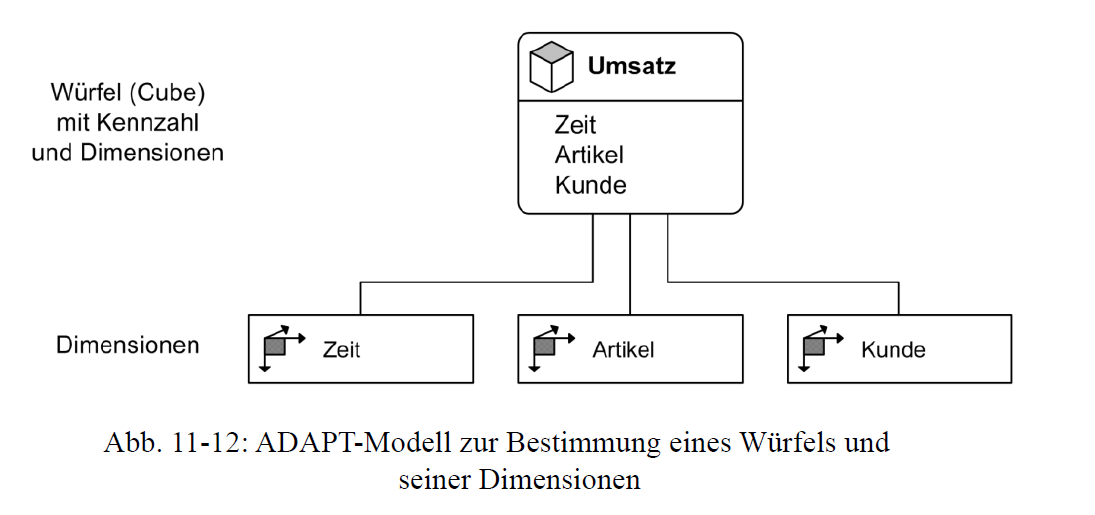 Würfel (Cube)
mit Kennzahl
und Dimensionen
Umsatz
Zeit
Artikel
Kunde
Dimensionen
Zeit
Artikel
Kunde
Abb. 11-12: ADAPT-Modell zur Bestimmung eines Würfels und
seiner Dimensionen